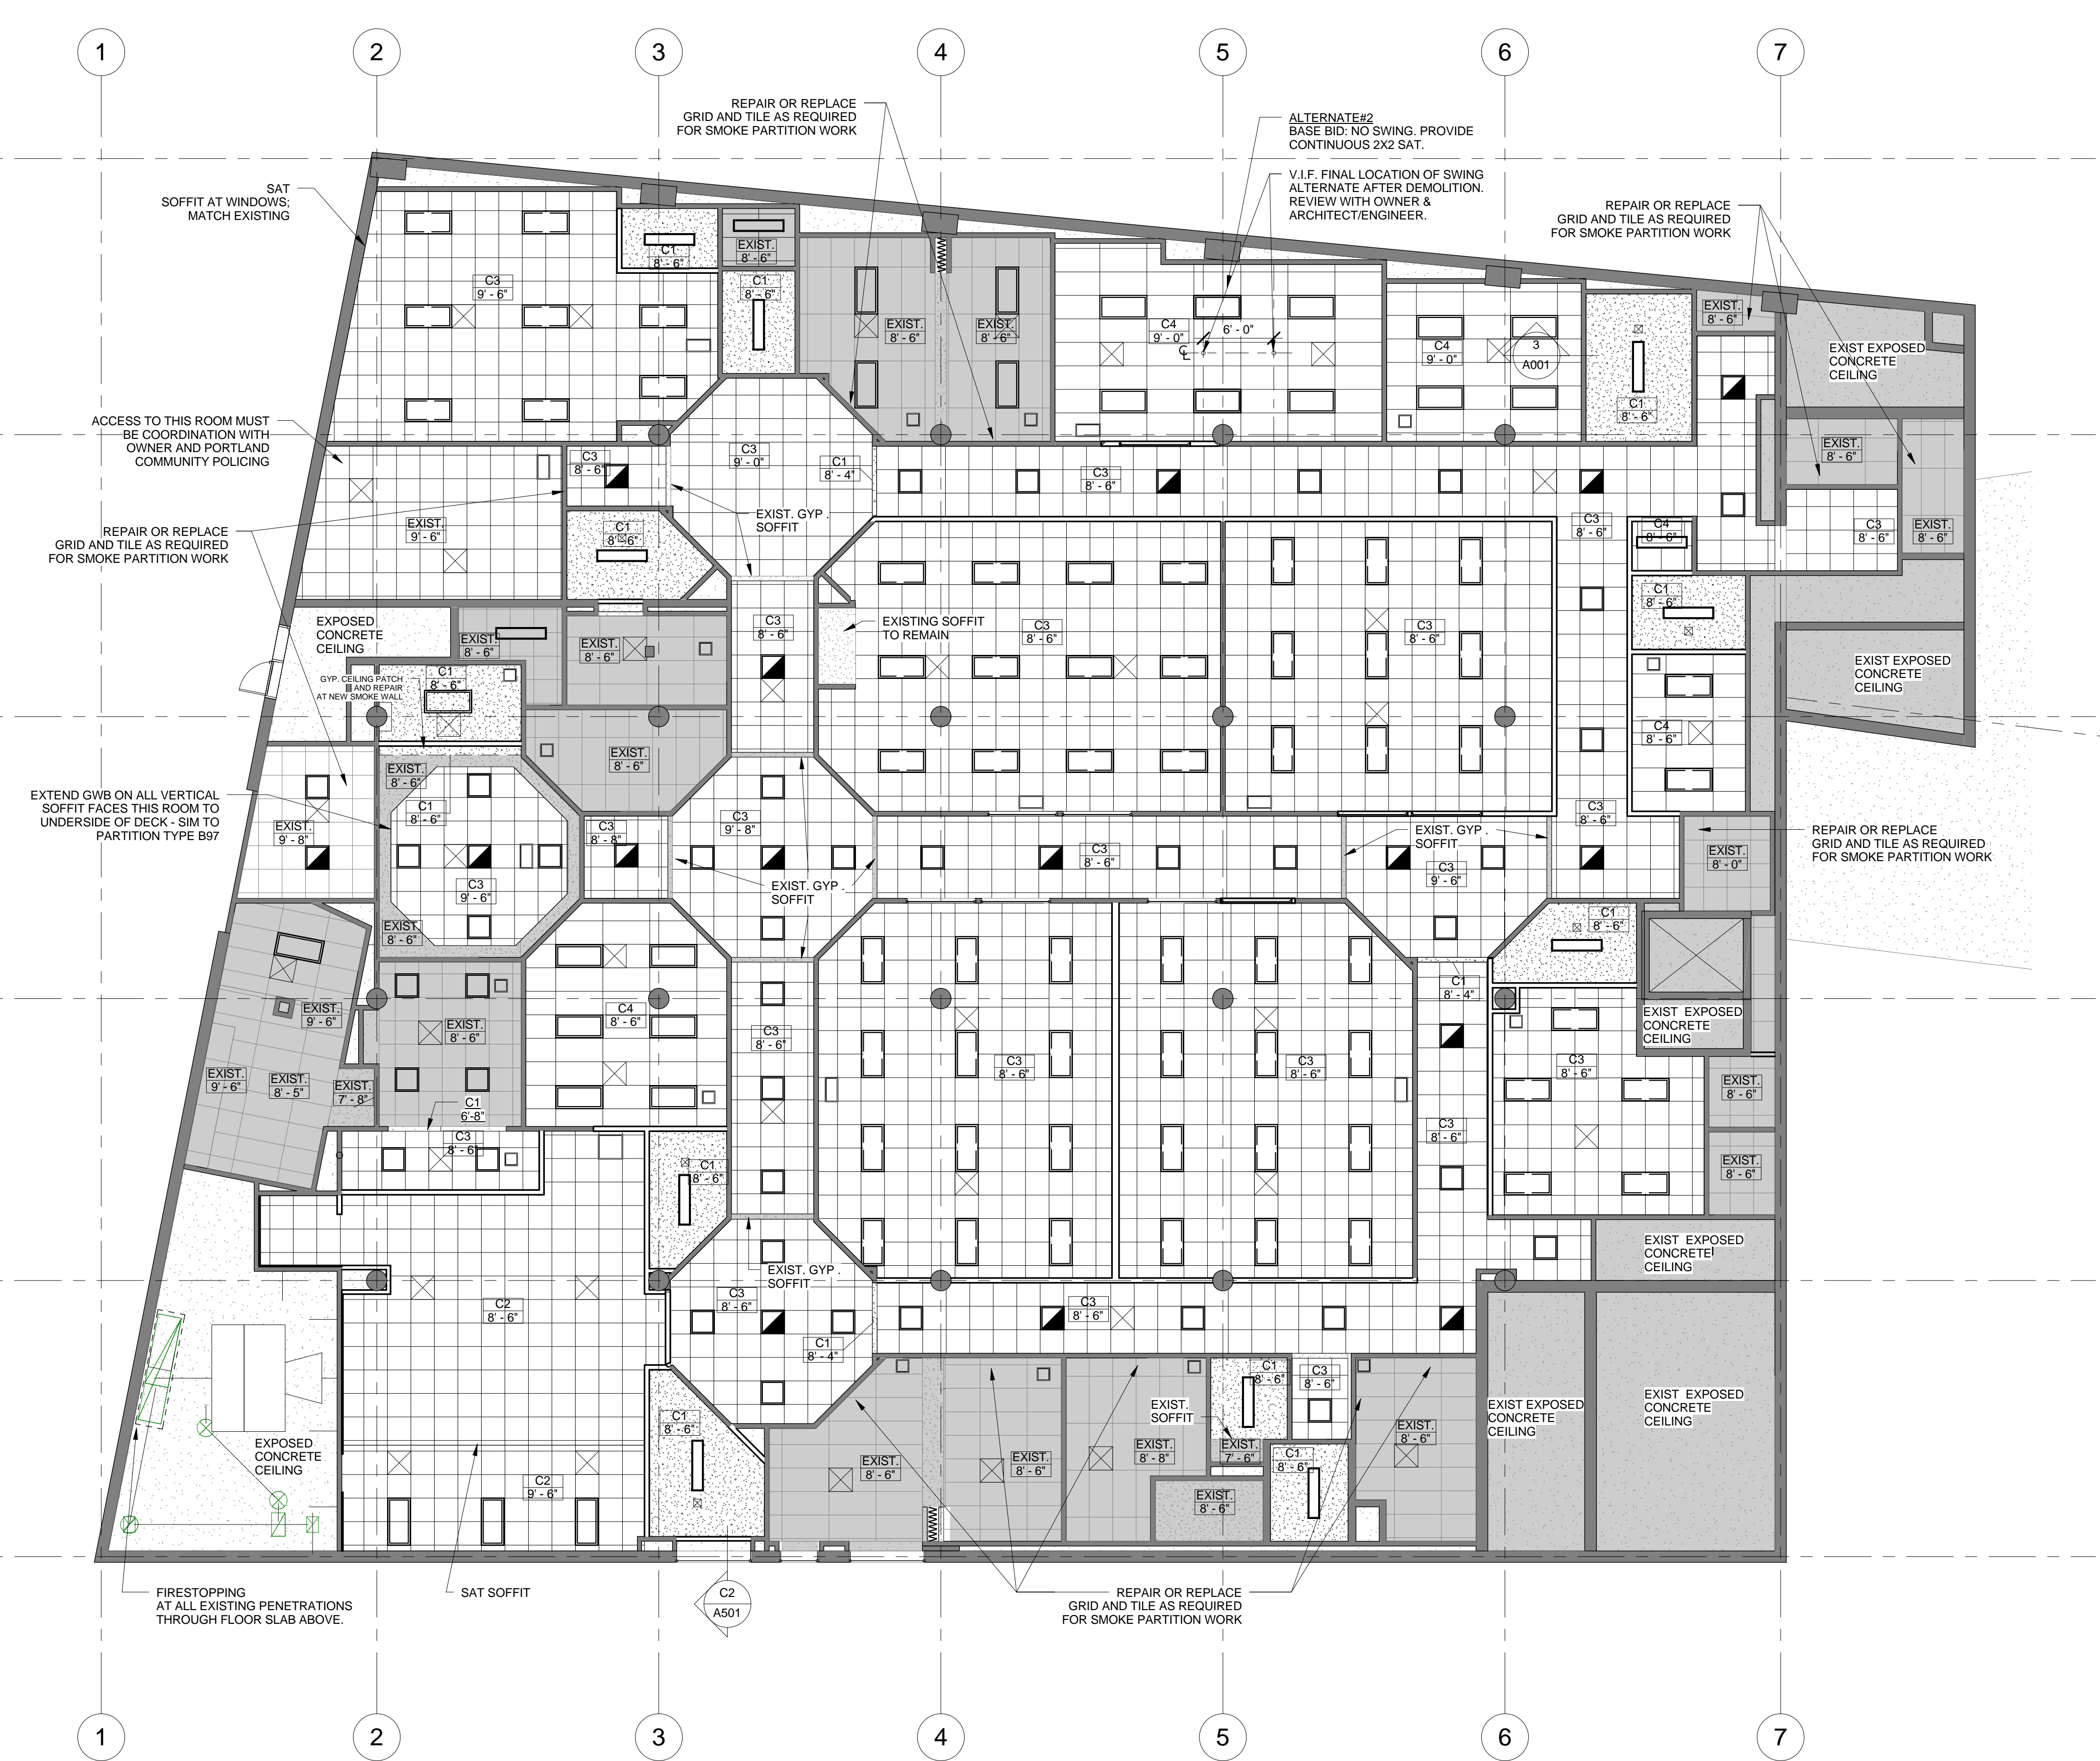 1
2
3
4
5
6
7
REPAIR OR REPLACE
GRID AND TILE AS REQUIRED
FOR SMOKE PARTITION WORK
ALTERNATE#2
BASE BID: NO SWING. PROVIDE
CONTINUOUS 2X2 SAT.
V.I.F. FINAL LOCATION OF SWING
ALTERNATE AFTER DEMOLITION.
REVIEW WITH OWNER &
ARCHITECT/ENGINEER.
REPAIR OR REPLACE
GRID AND TILE AS REQUIRED
FOR SMOKE PARTITION WORK
SAT
SOFFIT AT WINDOWS;
MATCH EXISTING
C1
8' - 6"
EXIST.
8' - 6"
C3
9' - 6"
C1
8' - 6"
EXIST.
8' - 6"
EXIST.
8' - 6"
C4
9' - 0"
6' - 0"
C4
9' - 0"
3
A001
C1
8' - 6"
EXIST.
8' - 6"
EXIST EXPOSED
CONCRETE
CEILING
ACCESS TO THIS ROOM MUST
BE COORDINATION WITH
OWNER AND PORTLAND
COMMUNITY POLICING
C3
8' - 6"
C3
9' - 0"
C1
8' - 4"
C3
8' - 6"
EXIST.
8' - 6"
EXIST. GYP .
SOFFIT
REPAIR OR REPLACE
GRID AND TILE AS REQUIRED
FOR SMOKE PARTITION WORK
EXIST.
9' - 6"
C1
8' - 6"
C3
8' - 6"
C4
8' - 6"
C3
8' - 6"
EXIST.
8' - 6"
EXPOSED
CONCRETE
CEILING
EXIST.
8' - 6"
EXIST.
8' - 6"
C3
8' - 6"
EXISTING SOFFIT
TO REMAIN
C3
8' - 6"
C3
8' - 6"
C1
8' - 6"
EXIST EXPOSED
CONCRETE
CEILING
GYP. CEILING PATCH
AND REPAIR
AT NEW SMOKE WALL
C1
8' - 6"
C4
8' - 6"
EXIST.
8' - 6"
EXIST.
8' - 6"
EXTEND GWB ON ALL VERTICAL
SOFFIT FACES THIS ROOM TO
UNDERSIDE OF DECK - SIM TO
PARTITION TYPE B97
C1
8' - 6"
EXIST.
9' - 8"
C3
8' - 8"
C3
9' - 8"
C3
8' - 6"
EXIST. GYP .
SOFFIT
C3
9' - 6"
C3
8' - 6"
EXIST.
8' - 0"
REPAIR OR REPLACE
GRID AND TILE AS REQUIRED
FOR SMOKE PARTITION WORK
C3
9' - 6"
EXIST. GYP .
SOFFIT
EXIST.
8' - 6"
C1
8' - 6"
C1
8' - 4"
EXIST.
9' - 6"
EXIST.
8' - 6"
C4
8' - 6"
C3
8' - 6"
EXIST EXPOSED
CONCRETE
CEILING
EXIST.
9' - 6"
EXIST.
8' - 5"
EXIST.
7' - 8"
C3
8' - 6"
C3
8' - 6"
C3
8' - 6"
EXIST.
8' - 6"
C1
6'-8"
C3
8' - 6"
C3
8' - 6"
C1
8' - 6"
EXIST.
8' - 6"
EXIST. GYP .
SOFFIT
EXIST EXPOSED
CONCRETE
CEILING
C2
8' - 6"
C3
8' - 6"
C3
8' - 6"
C1
8' - 4"
C1
8' - 6"
EXIST.
SOFFIT
C1
8' - 6"
C3
8' - 6"
EXIST EXPOSED
CONCRETE
CEILING
EXIST EXPOSED
CONCRETE
CEILING
EXPOSED
CONCRETE
CEILING
C2
9' - 6"
EXIST.
8' - 6"
EXIST.
8' - 6"
EXIST.
8' - 8"
EXIST.
7' - 6"
C1
8' - 6"
EXIST.
8' - 6"
EXIST.
8' - 6"
FIRESTOPPING
AT ALL EXISTING PENETRATIONS
THROUGH FLOOR SLAB ABOVE.
SAT SOFFIT
C2
A501
REPAIR OR REPLACE
GRID AND TILE AS REQUIRED
FOR SMOKE PARTITION WORK
1
2
3
4
5
6
7